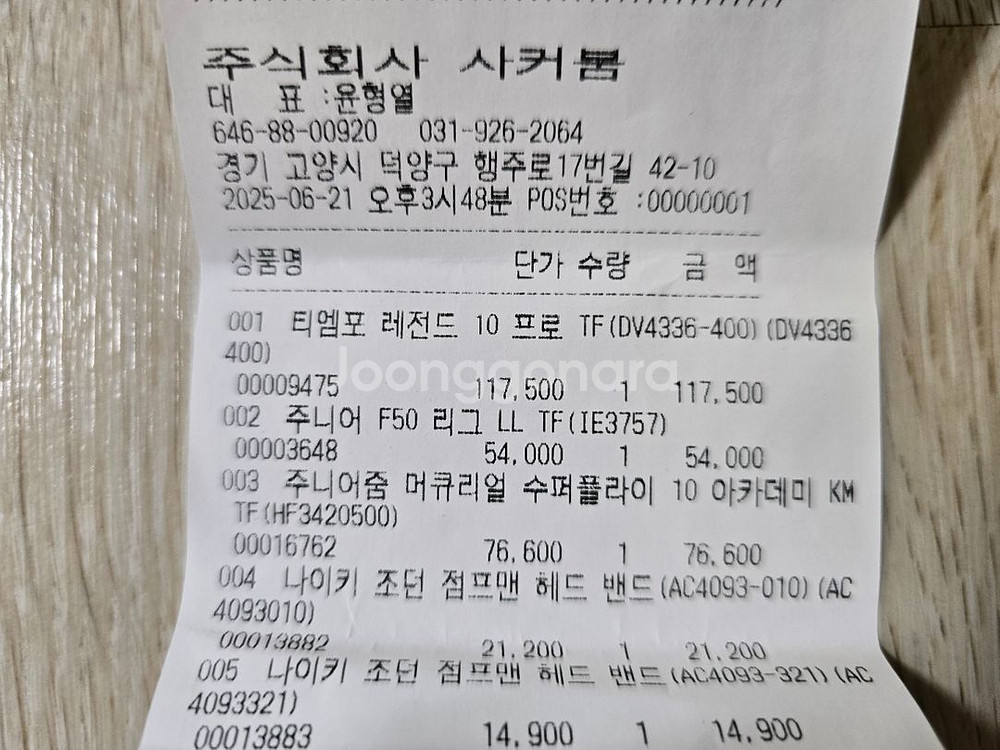 주식회사 사커붐
대 표 :윤형열
646-88-00920 031-926-2064
경기 고양시 덕양구 행주로17번길 42-10
2025-06-21 오후3시48분 POS번호 :00000001
상품명 단가 수량 금 액
001 티엠포 레전드 10 프로 TF(DV4336-400)(DV4336
400)
Joonggonara
00009475 117,500 1 117,500
002 주니어 F50 리그 LL TF(IE3757)
00003648 54,000 1 54,000
003 주니어줌 머큐리얼 수퍼플라이 10 아카데미 KM
TF(HF3420500)
00016762 76,600 1 76,600
004 나이키 조던 점프맨 헤드 밴드(AC4093-010)(AC
4093010)
00013882 21,200 1 21,200
005 나이키 조던 점프맨 헤드 밴드(AC4093-321)(AC
4093321)
00013883 14,900 1 14,900